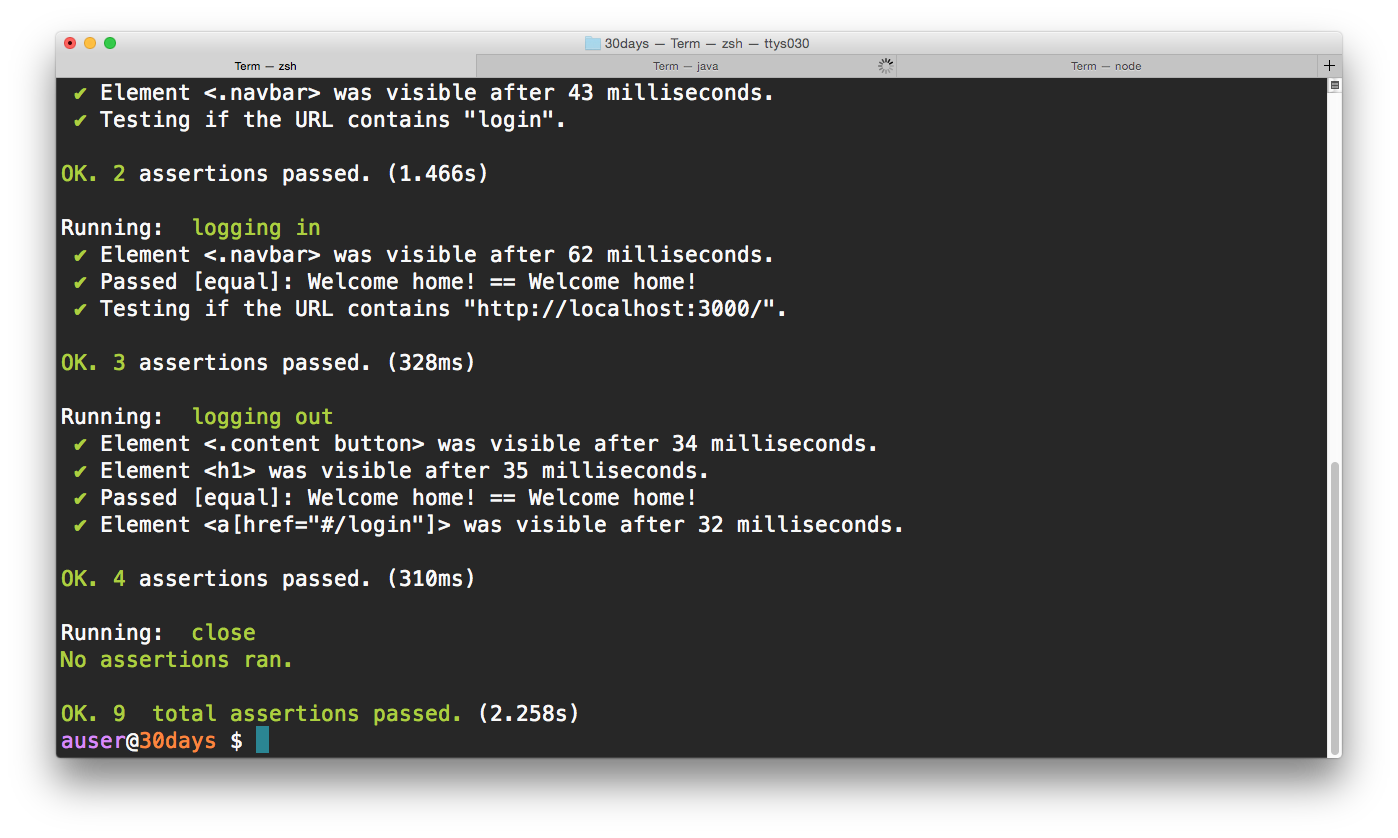 30days — Term — zsh — ttys030
Term — zsh
Term — java
Term — node
+
✔ Element <.navbar> was visible after 43 milliseconds.
✔ Testing if the URL contains "login".
OK. 2 assertions passed. (1.466s)
Running:  logging in
✔ Element <.navbar> was visible after 62 milliseconds.
✔ Passed [equal]: Welcome home! == Welcome home!
✔ Testing if the URL contains "http://localhost:3000/".
OK. 3 assertions passed. (328ms)
Running:  logging out
✔ Element <.content button> was visible after 34 milliseconds.
✔ Element <h1> was visible after 35 milliseconds.
✔ Passed [equal]: Welcome home! == Welcome home!
✔ Element <a[href="#/login"]> was visible after 32 milliseconds.
OK. 4 assertions passed. (310ms)
Running:  close
No assertions ran.
OK. 9  total assertions passed. (2.258s)
auser@30days $